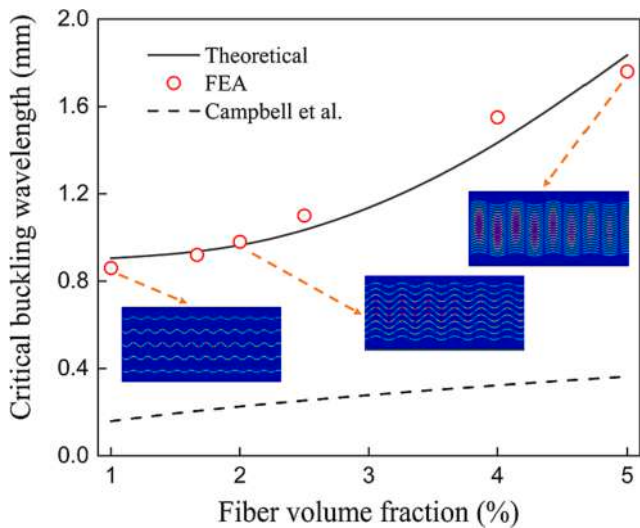 Critical buckling wavelength (mm)
2.0
1.6
1.2
0.8
0.4
0.0
Theoretical
FEA
Campbell et al.
1 2 3 4 5
Fiber volume fraction (%)